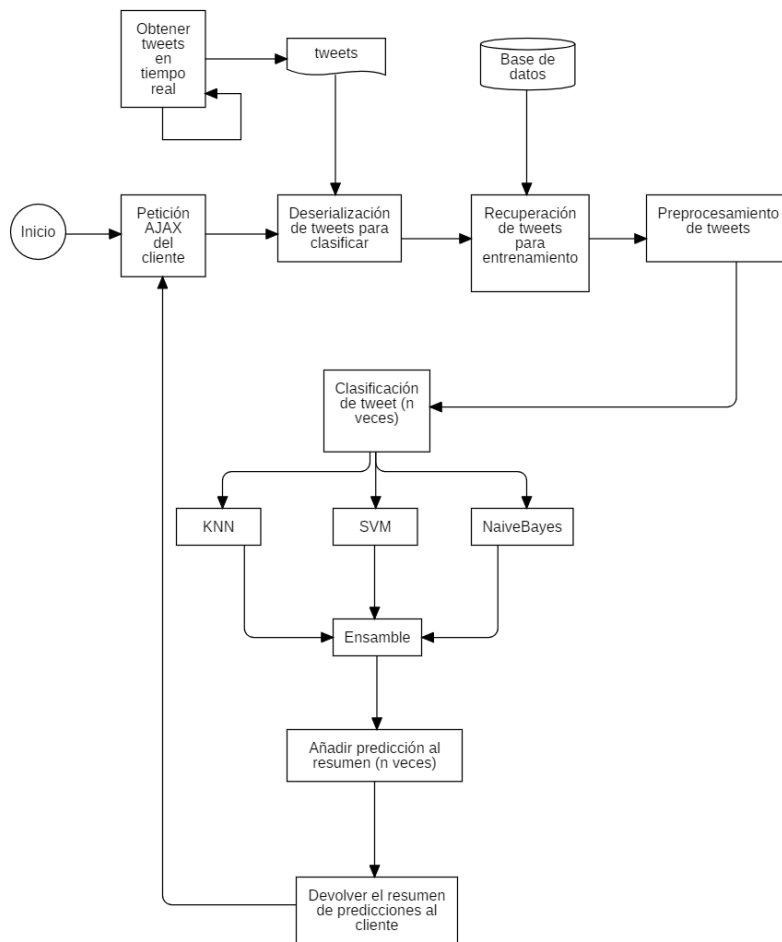 Obtener
tweets
en
tiempo
real
tweets
Base de
datos
Inicio
Petición
AJAX
del
cliente
Deserialización
de tweets para
clasificar
Recuperación
de tweets
para
entrenamiento
Preprocesamiento
de tweets
Clasificación
de tweet (n
veces)
KNN
SVM
NaiveBayes
Ensamble
Añadir predicción al
resumen (n veces)
Devolver el resumen
de predicciones al
cliente